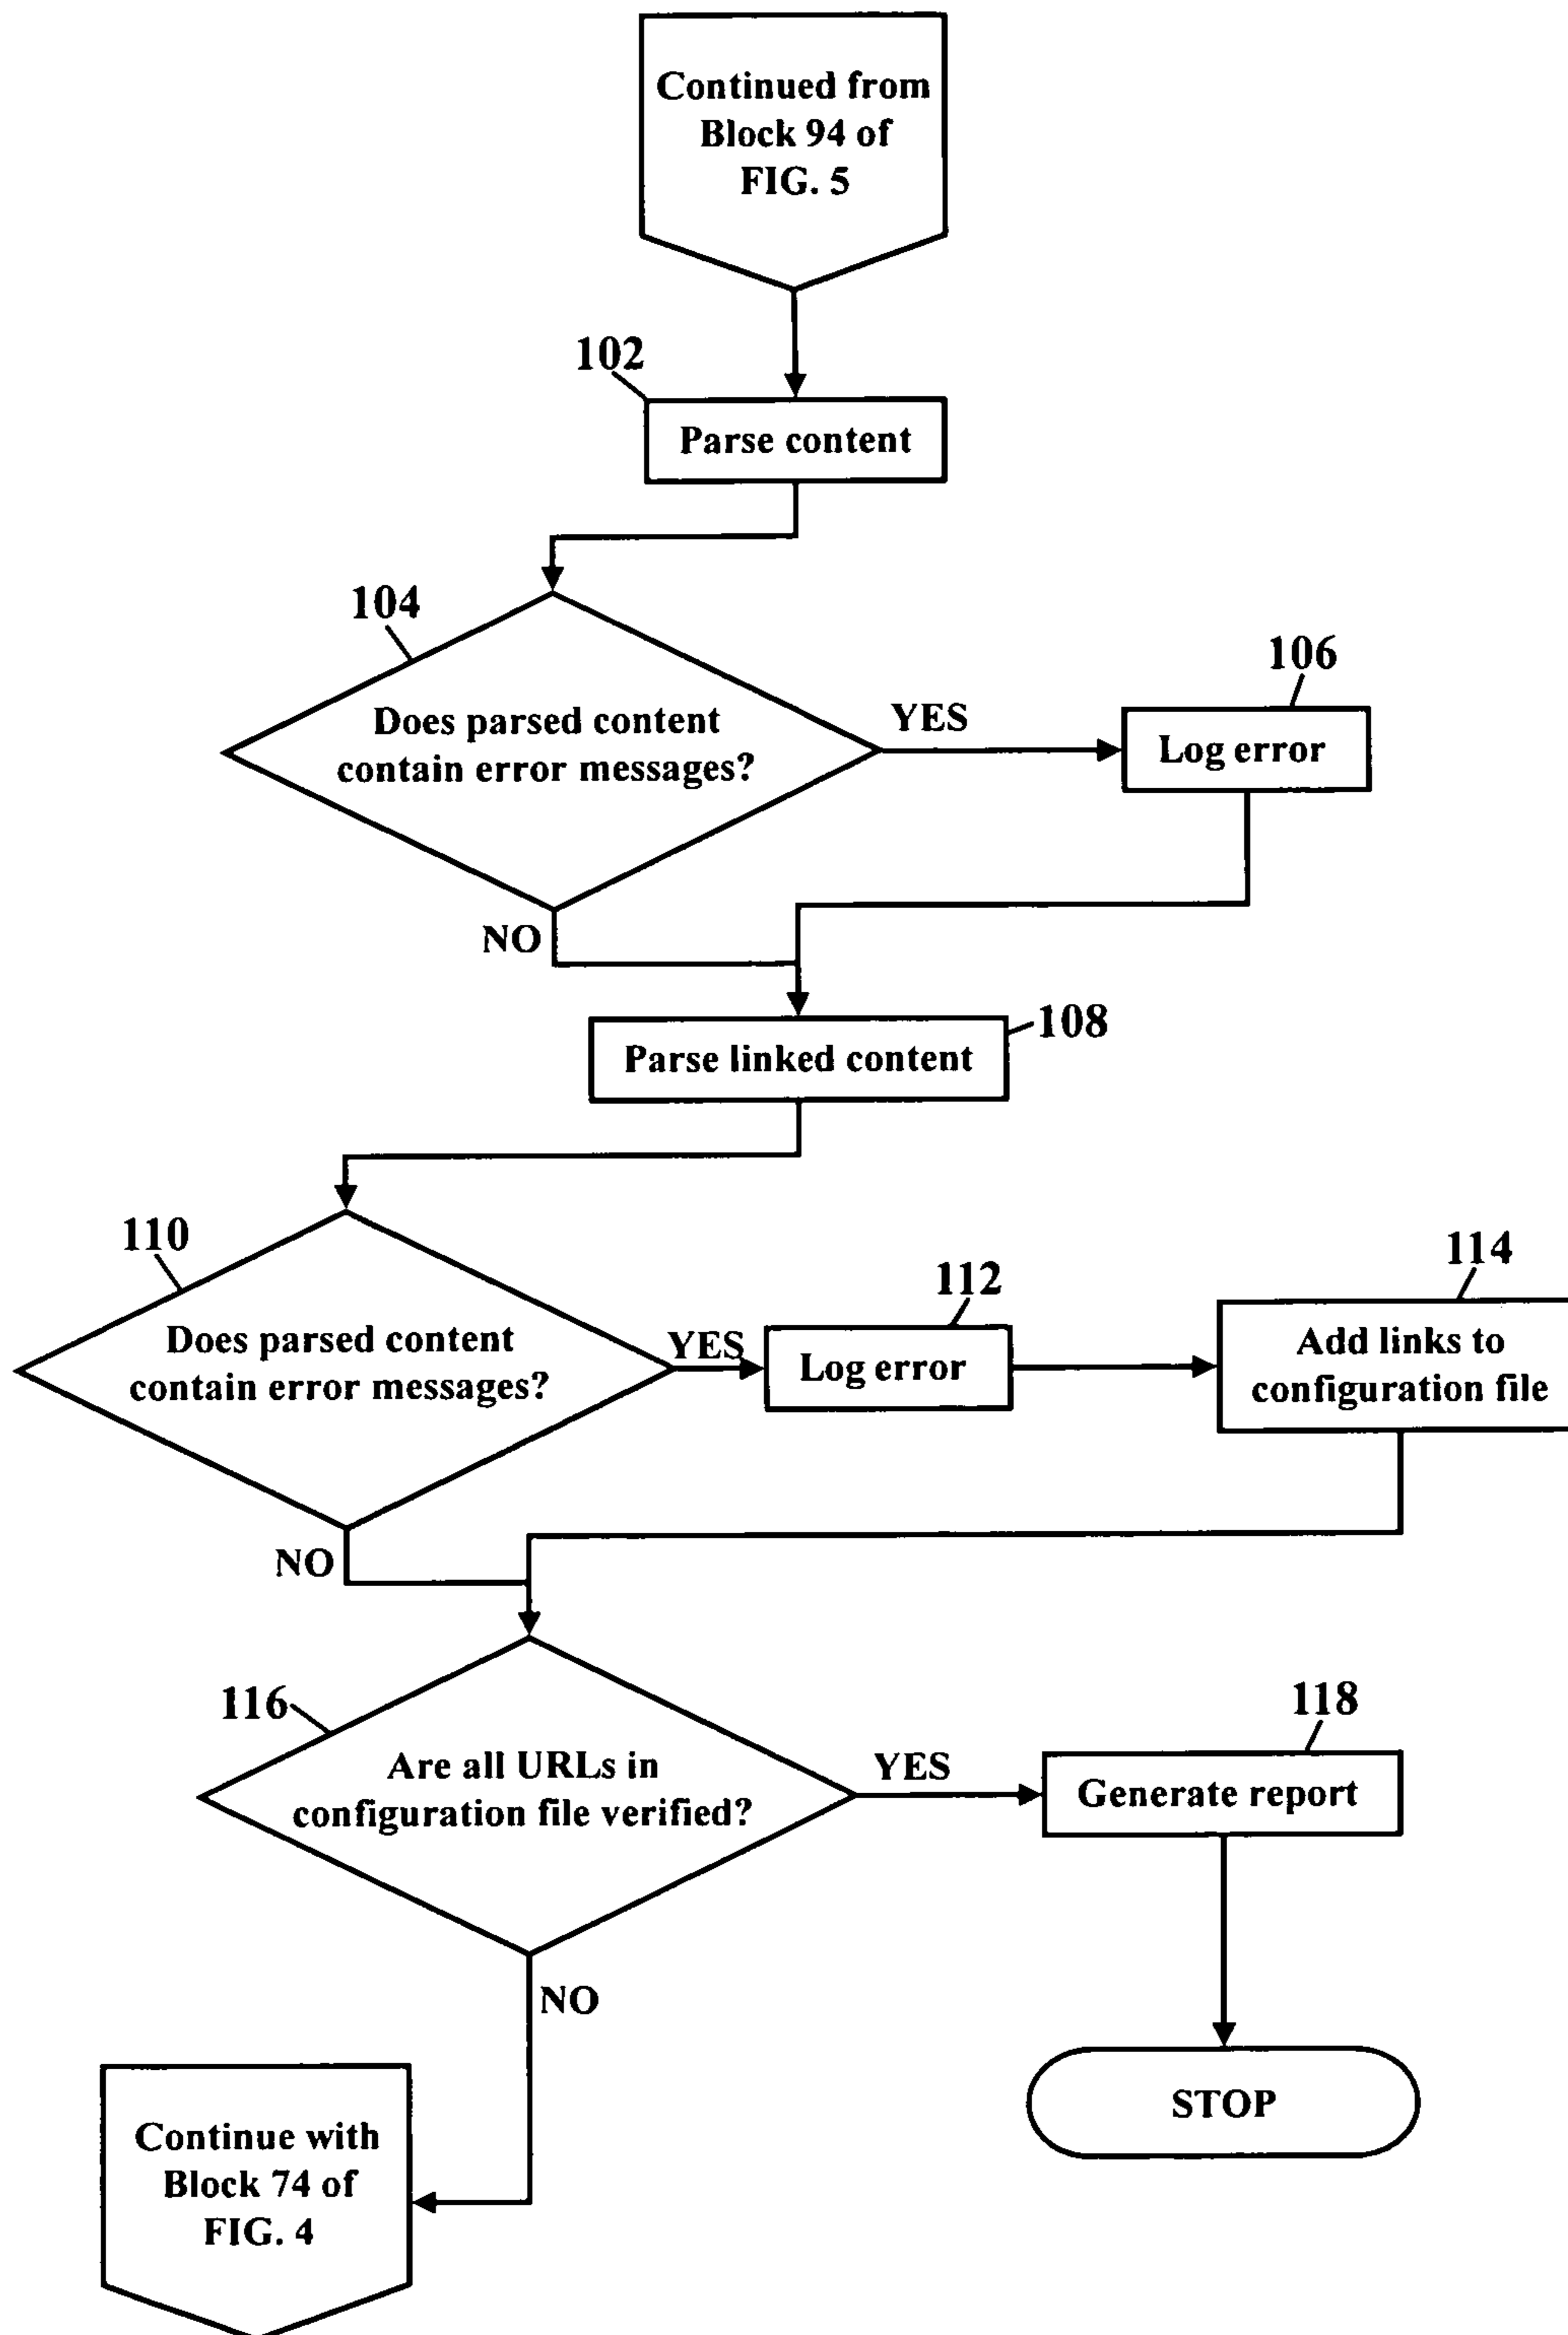 Continued from
Block 94 of
FIG. 5
102
Parse content
104
Does parsed content
contain error messages?
YES
106
Log error
NO
108
Parse linked content
110
Does parsed content
contain error messages?
YES
112
Log error
114
Add links to
configuration file
NO
116
Are all URLs in
configuration file verified?
YES
118
Generate report
NO
STOP
Continue with
Block 74 of
FIG. 4